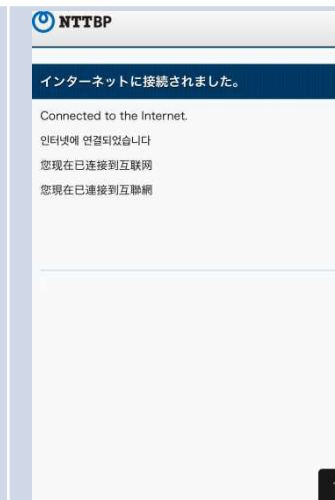 NTTBP
インターネットに接続されました。
Connected to the Internet.
인터넷에 연결되었습니다
您现在已连接到互联网
您現在已連接到互聯網